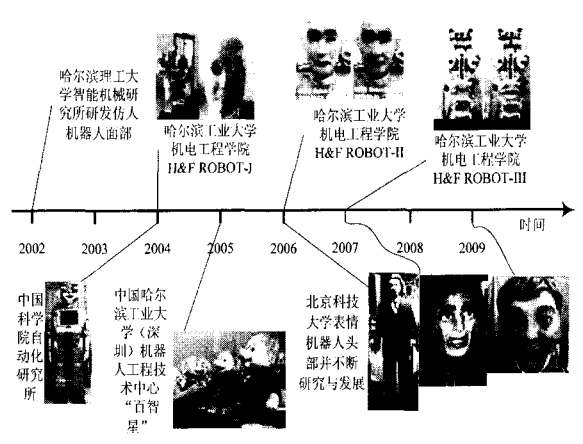 哈尔滨理工大
学智能机械研
究所研发仿人
机器人面部
哈尔滨工业大学
机电工程学院
H&F ROBOT-I
哈尔滨工业大学
机电工程学院
H&F ROBOT-II
哈尔滨工业大学
机电工程学院
H&F ROBOT-III
时间
2002
2003
2004
2005
2006
2007
2008
2009
中国
科学
院自
动化
研究
所
中国哈尔
滨工业大
学（深
圳）机器
人工程技
术中心
“百智
星”
北京科技
大学表情
机器人头
部并不断
研究与发展